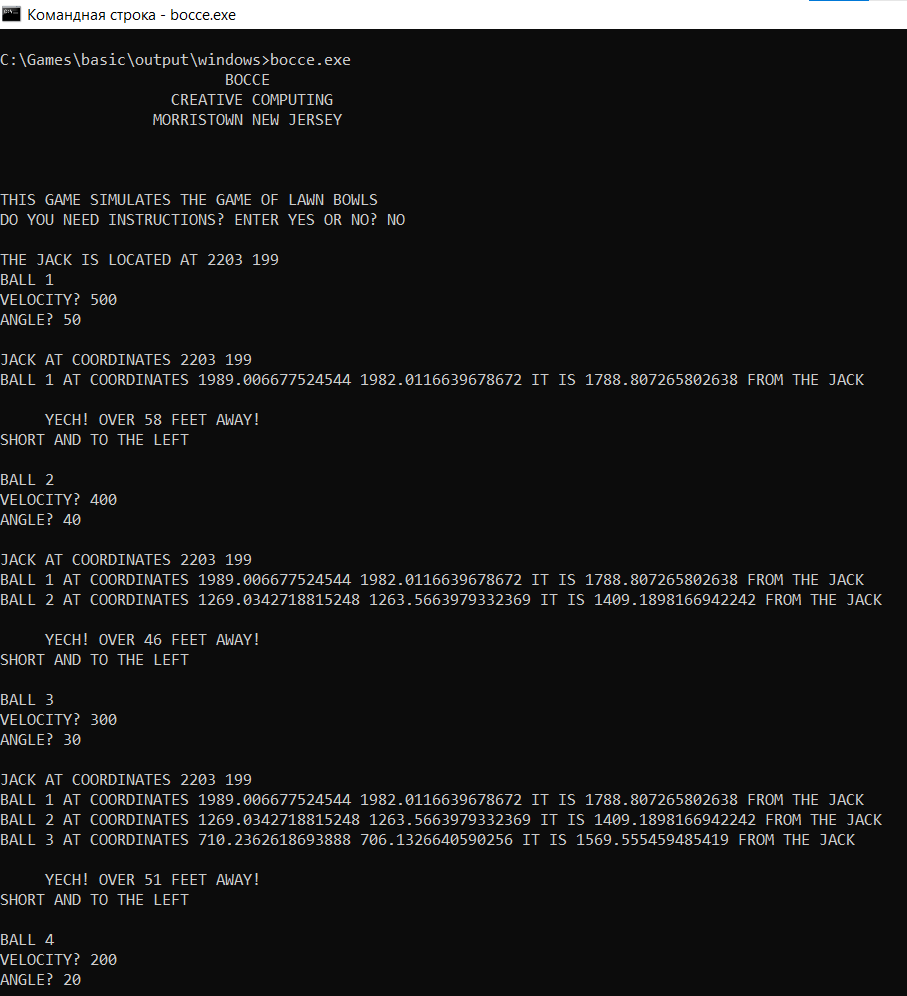 Командная строка - bocce.exe
C:\Games\basic\output\windows>bocce.exe
BOCCE
CREATIVE COMPUTING
MORRISTOWN NEW JERSEY
THIS GAME SIMULATES THE GAME OF LAWN BOWLS
DO YOU NEED INSTRUCTIONS? ENTER YES OR NO? NO
THE JACK IS LOCATED AT 2203 199
BALL 1
VELOCITY? 500
ANGLE? 50
JACK AT COORDINATES 2203 199
BALL 1 AT COORDINATES 1989.006677524544 1982.0116639678672 IT IS 1788.807265802638 FROM THE JACK
YECH! OVER 58 FEET AWAY!
SHORT AND TO THE LEFT
BALL 2
VELOCITY? 400
ANGLE? 40
JACK AT COORDINATES 2203 199
BALL 1 AT COORDINATES 1989.006677524544 1982.0116639678672 IT IS 1788.807265802638 FROM THE JACK
BALL 2 AT COORDINATES 1269.0342718815248 1263.5663979332369 IT IS 1409.1898166942242 FROM THE JACK
YECH! OVER 46 FEET AWAY!
SHORT AND TO THE LEFT
BALL 3
VELOCITY? 300
ANGLE? 30
JACK AT COORDINATES 2203 199
BALL 1 AT COORDINATES 1989.006677524544 1982.0116639678672 IT IS 1788.807265802638 FROM THE JACK
BALL 2 AT COORDINATES 1269.0342718815248 1263.5663979332369 IT IS 1409.1898166942242 FROM THE JACK
BALL 3 AT COORDINATES 710.2362618693888 706.1326640590256 IT IS 1569.555459485419 FROM THE JACK
YECH! OVER 51 FEET AWAY!
SHORT AND TO THE LEFT
BALL 4
VELOCITY? 200
ANGLE? 20